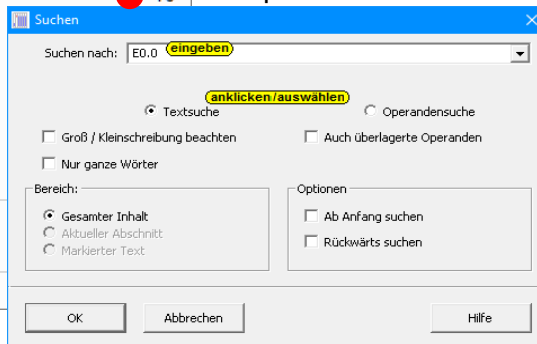 Suchen
Suchen nach: E0.0 eingeben
anklicken/auswählen
Textsuche Operandensuche
Groß / Kleinschreibung beachten Auch überlagerte Operanden
Nur ganze Wörter
Bereich: Optionen
Gesamter Inhalt Ab Anfang suchen
Aktueller Abschnitt
Markierter Text Rückwärts suchen
OK Abbrechen Hilfe